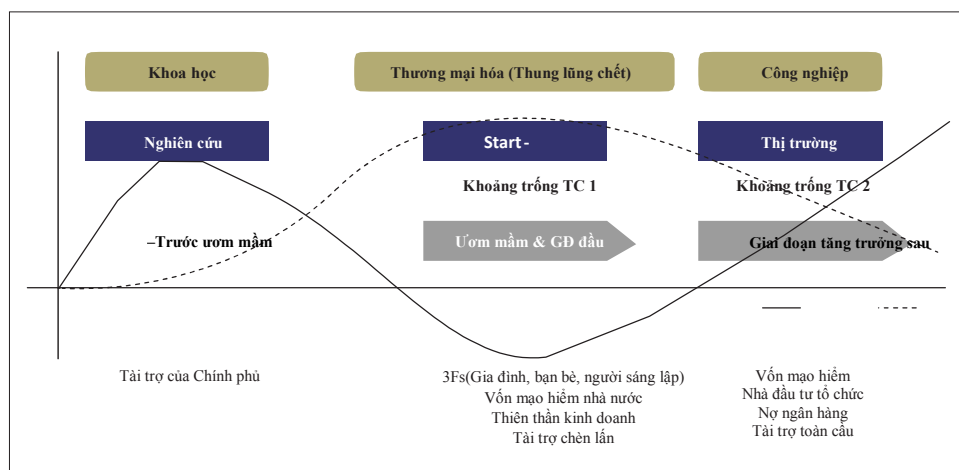 Khoa học
Thương mại hóa (Thung lũng chết)
Công nghiệp
Nghiên cứu
Start -
Thị trường
Khoảng trống TC 1
Khoảng trống TC 2
–Trước ươm mầm
Ươm mầm & GĐ đầu
Giai đoạn tăng trưởng sau
Tài trợ của Chính phủ
3Fs(Gia đình, bạn bè, người sáng lập)
Vốn mạo hiểm nhà nước
Thiên thần kinh doanh
Tài trợ chèn lấn
Vốn mạo hiểm
Nhà đầu tư tổ chức
Nợ ngân hàng
Tài trợ toàn cầu